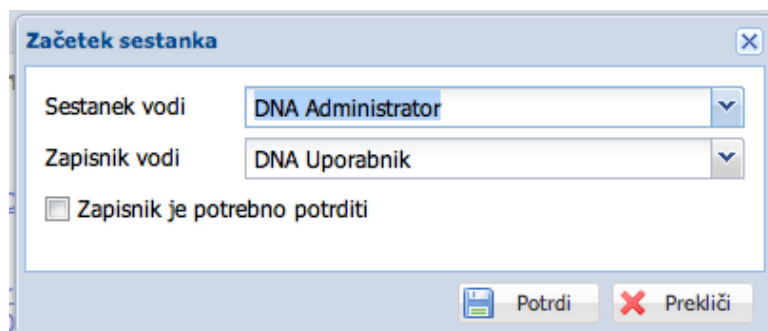 Začetek sestanka
Sestanek vodi DNA Administrator
Zapisnik vodi DNA Uporabnik
Zapisnik je potrebno potrditi
Potrdi Prekliči